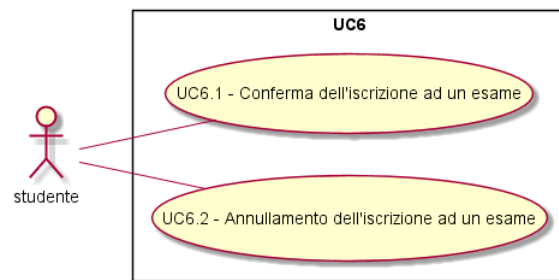 UC6
UC6.1 - Conferma dell'iscrizione ad un esame
studente
UC6.2 - Annullamento dell'iscrizione ad un esame